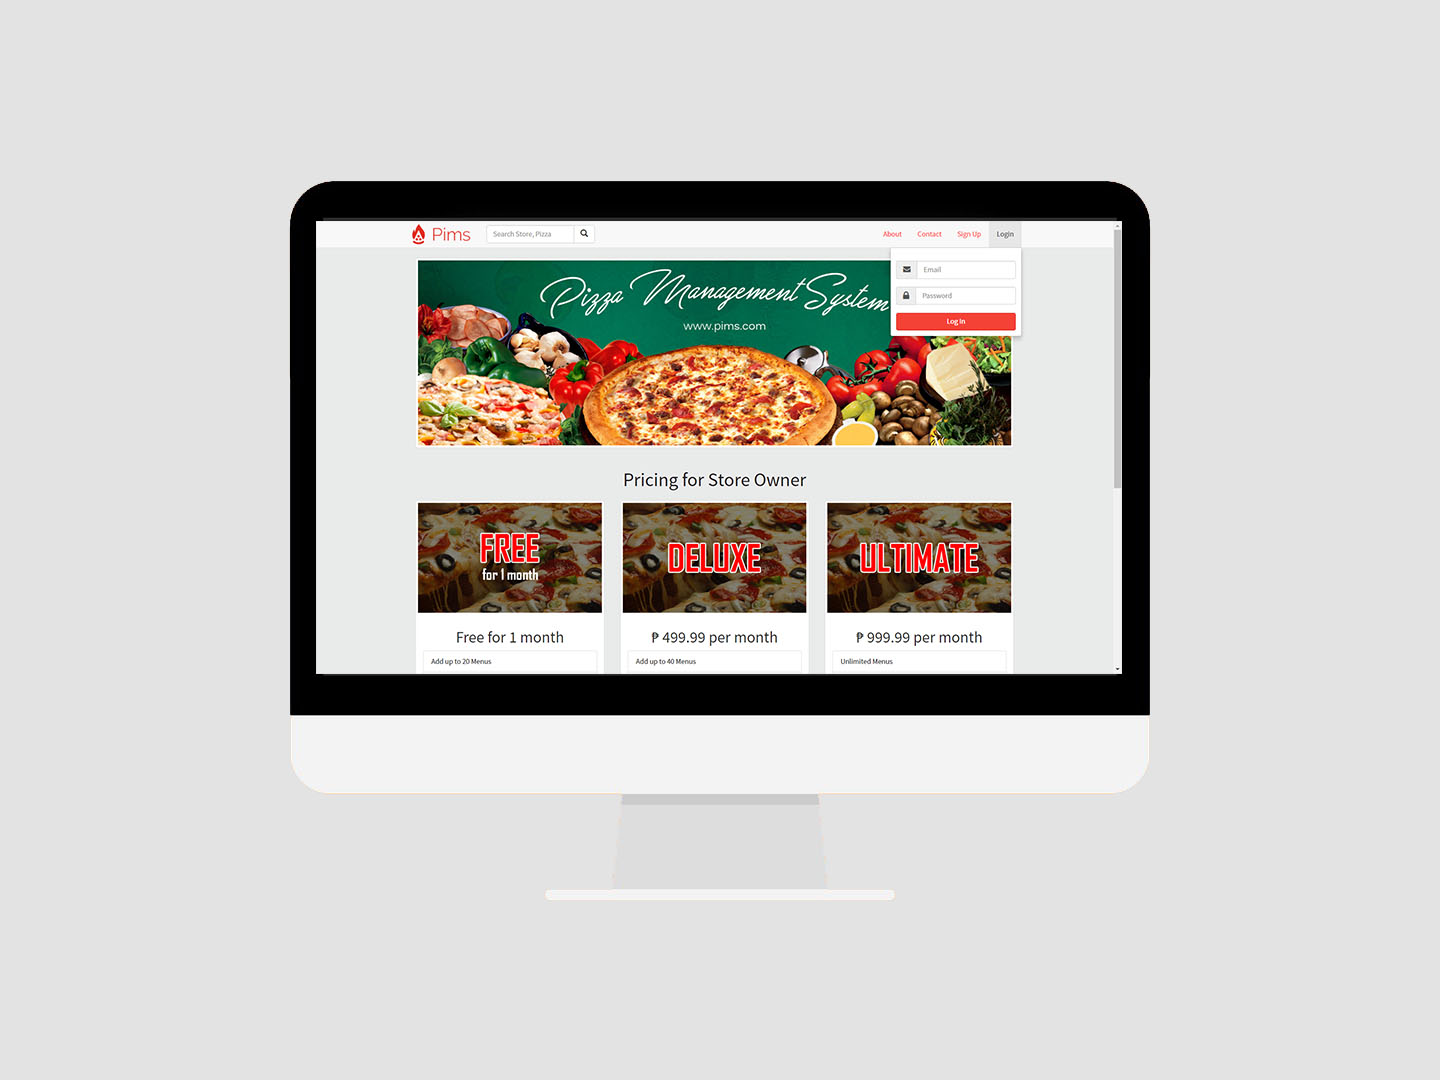 Pims
Search Store, Pizza
About
Contact
Sign Up
Login
Email
Password
Log in
Pizza Management System
www.pims.com
Pricing for Store Owner
FREE
for 1 month
DELUXE
ULTIMATE
Free for 1 month
₱ 499.99 per month
₱ 999.99 per month
Add up to 20 Menus
Add up to 40 Menus
Unlimited Menus